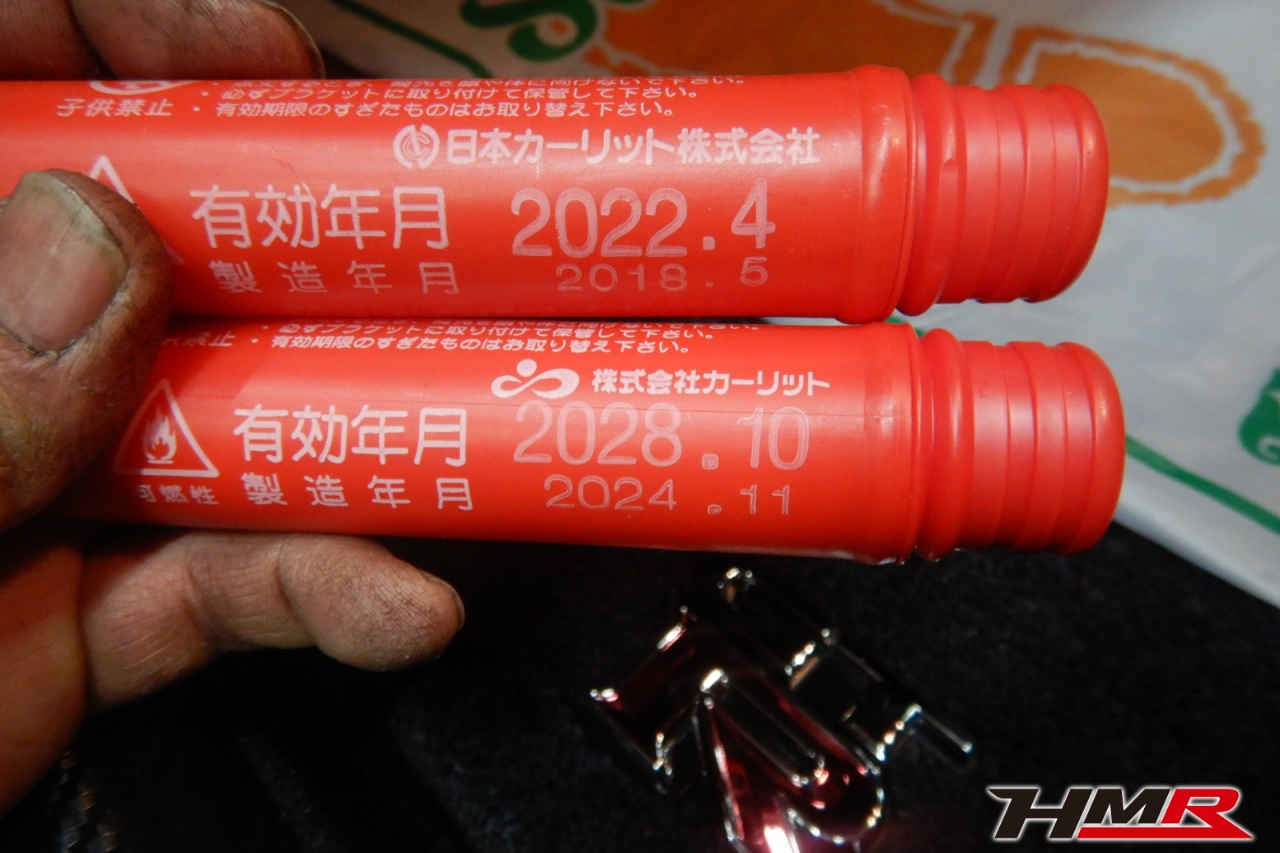 ・必ずブラケットに取り付けて保管して下さい。
子供禁止 ・有効期限のすぎたものはお取り替え下さい。
日本カーリット株式会社
有効年月 2022.4
製造年月 2018.5
・必ずブラケットに取り付けて保管して下さい。
供禁止 ・有効期限のすぎたものはお取り替え下さい。
株式会社カーリット
有効年月 2028.10
製造年月 2024.11
HMR